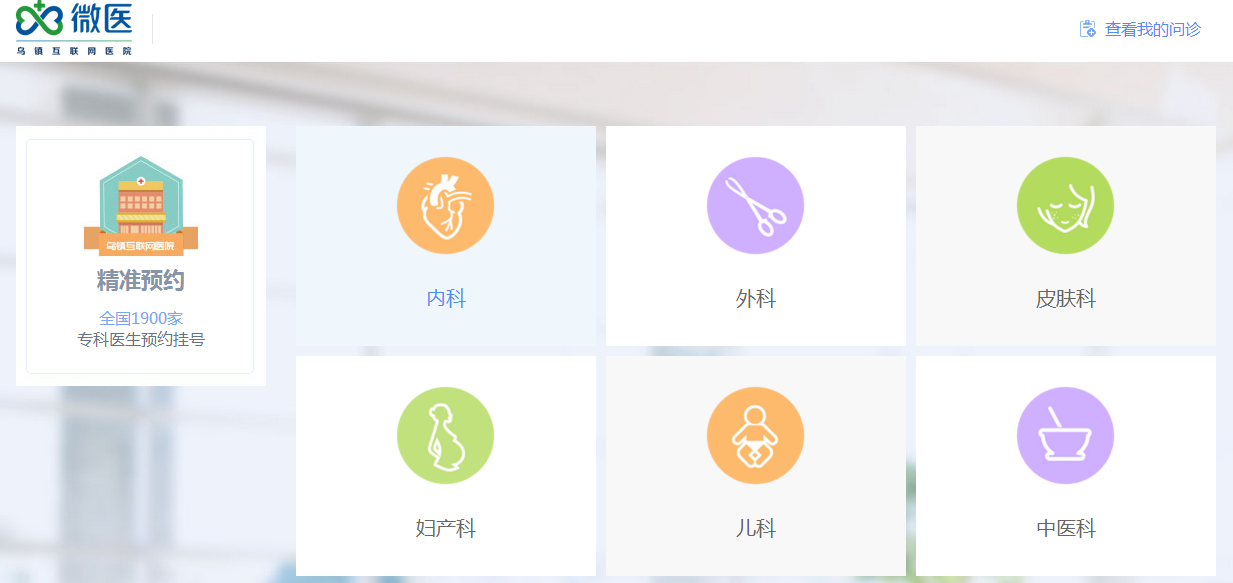 微医
乌镇互联网医院
查看我的问诊
乌镇互联网医院
精准预约
全国1900家
专科医生预约挂号
内科
外科
皮肤科
妇产科
儿科
中医科